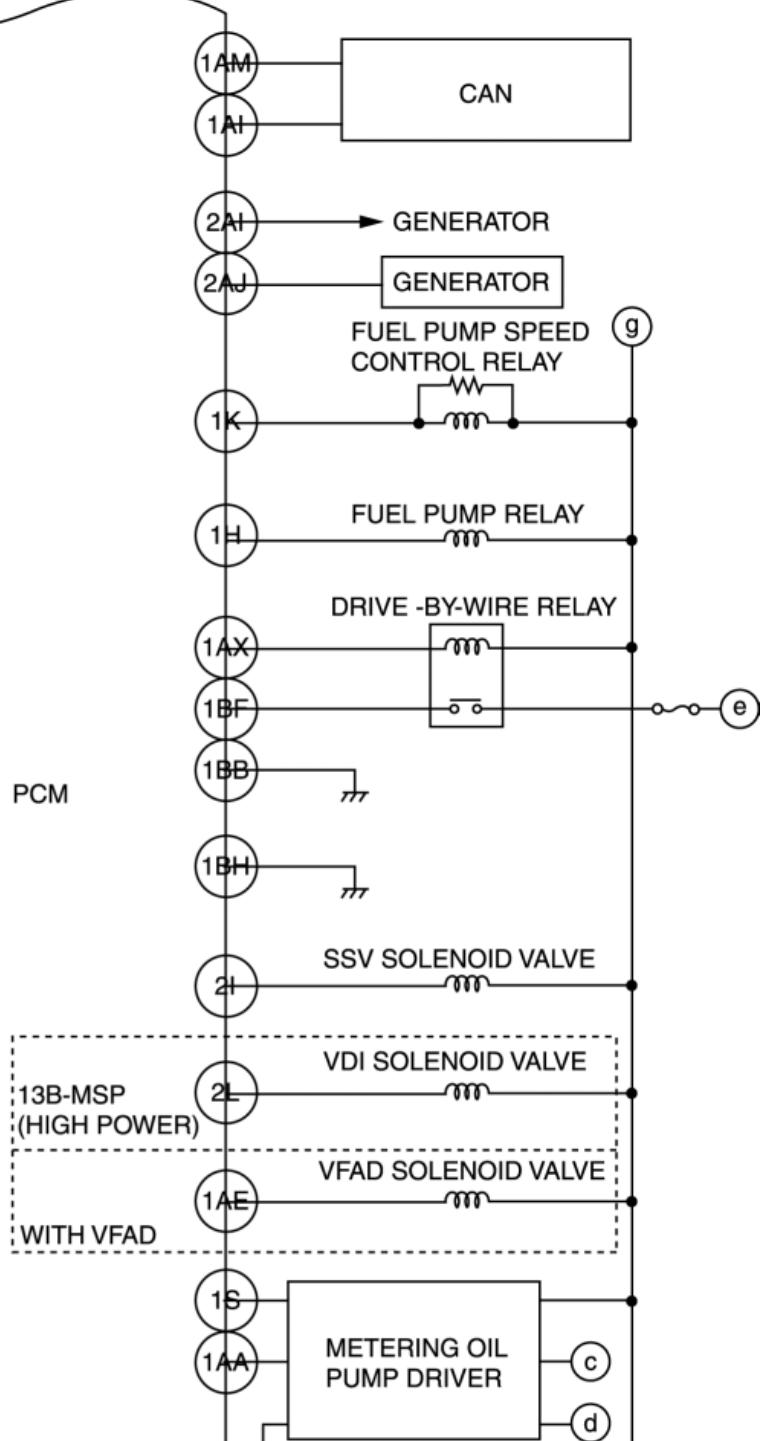 1AM
CAN
1AI
2AI
GENERATOR
2AJ
GENERATOR
g
FUEL PUMP SPEED
CONTROL RELAY
1K
FUEL PUMP RELAY
1H
DRIVE -BY-WIRE RELAY
1AX
1BF
e
1BB
PCM
1BH
SSV SOLENOID VALVE
2I
VDI SOLENOID VALVE
13B-MSP
(HIGH POWER)
2L
VFAD SOLENOID VALVE
1AE
WITH VFAD
1S
METERING OIL
PUMP DRIVER
1AA
c
d